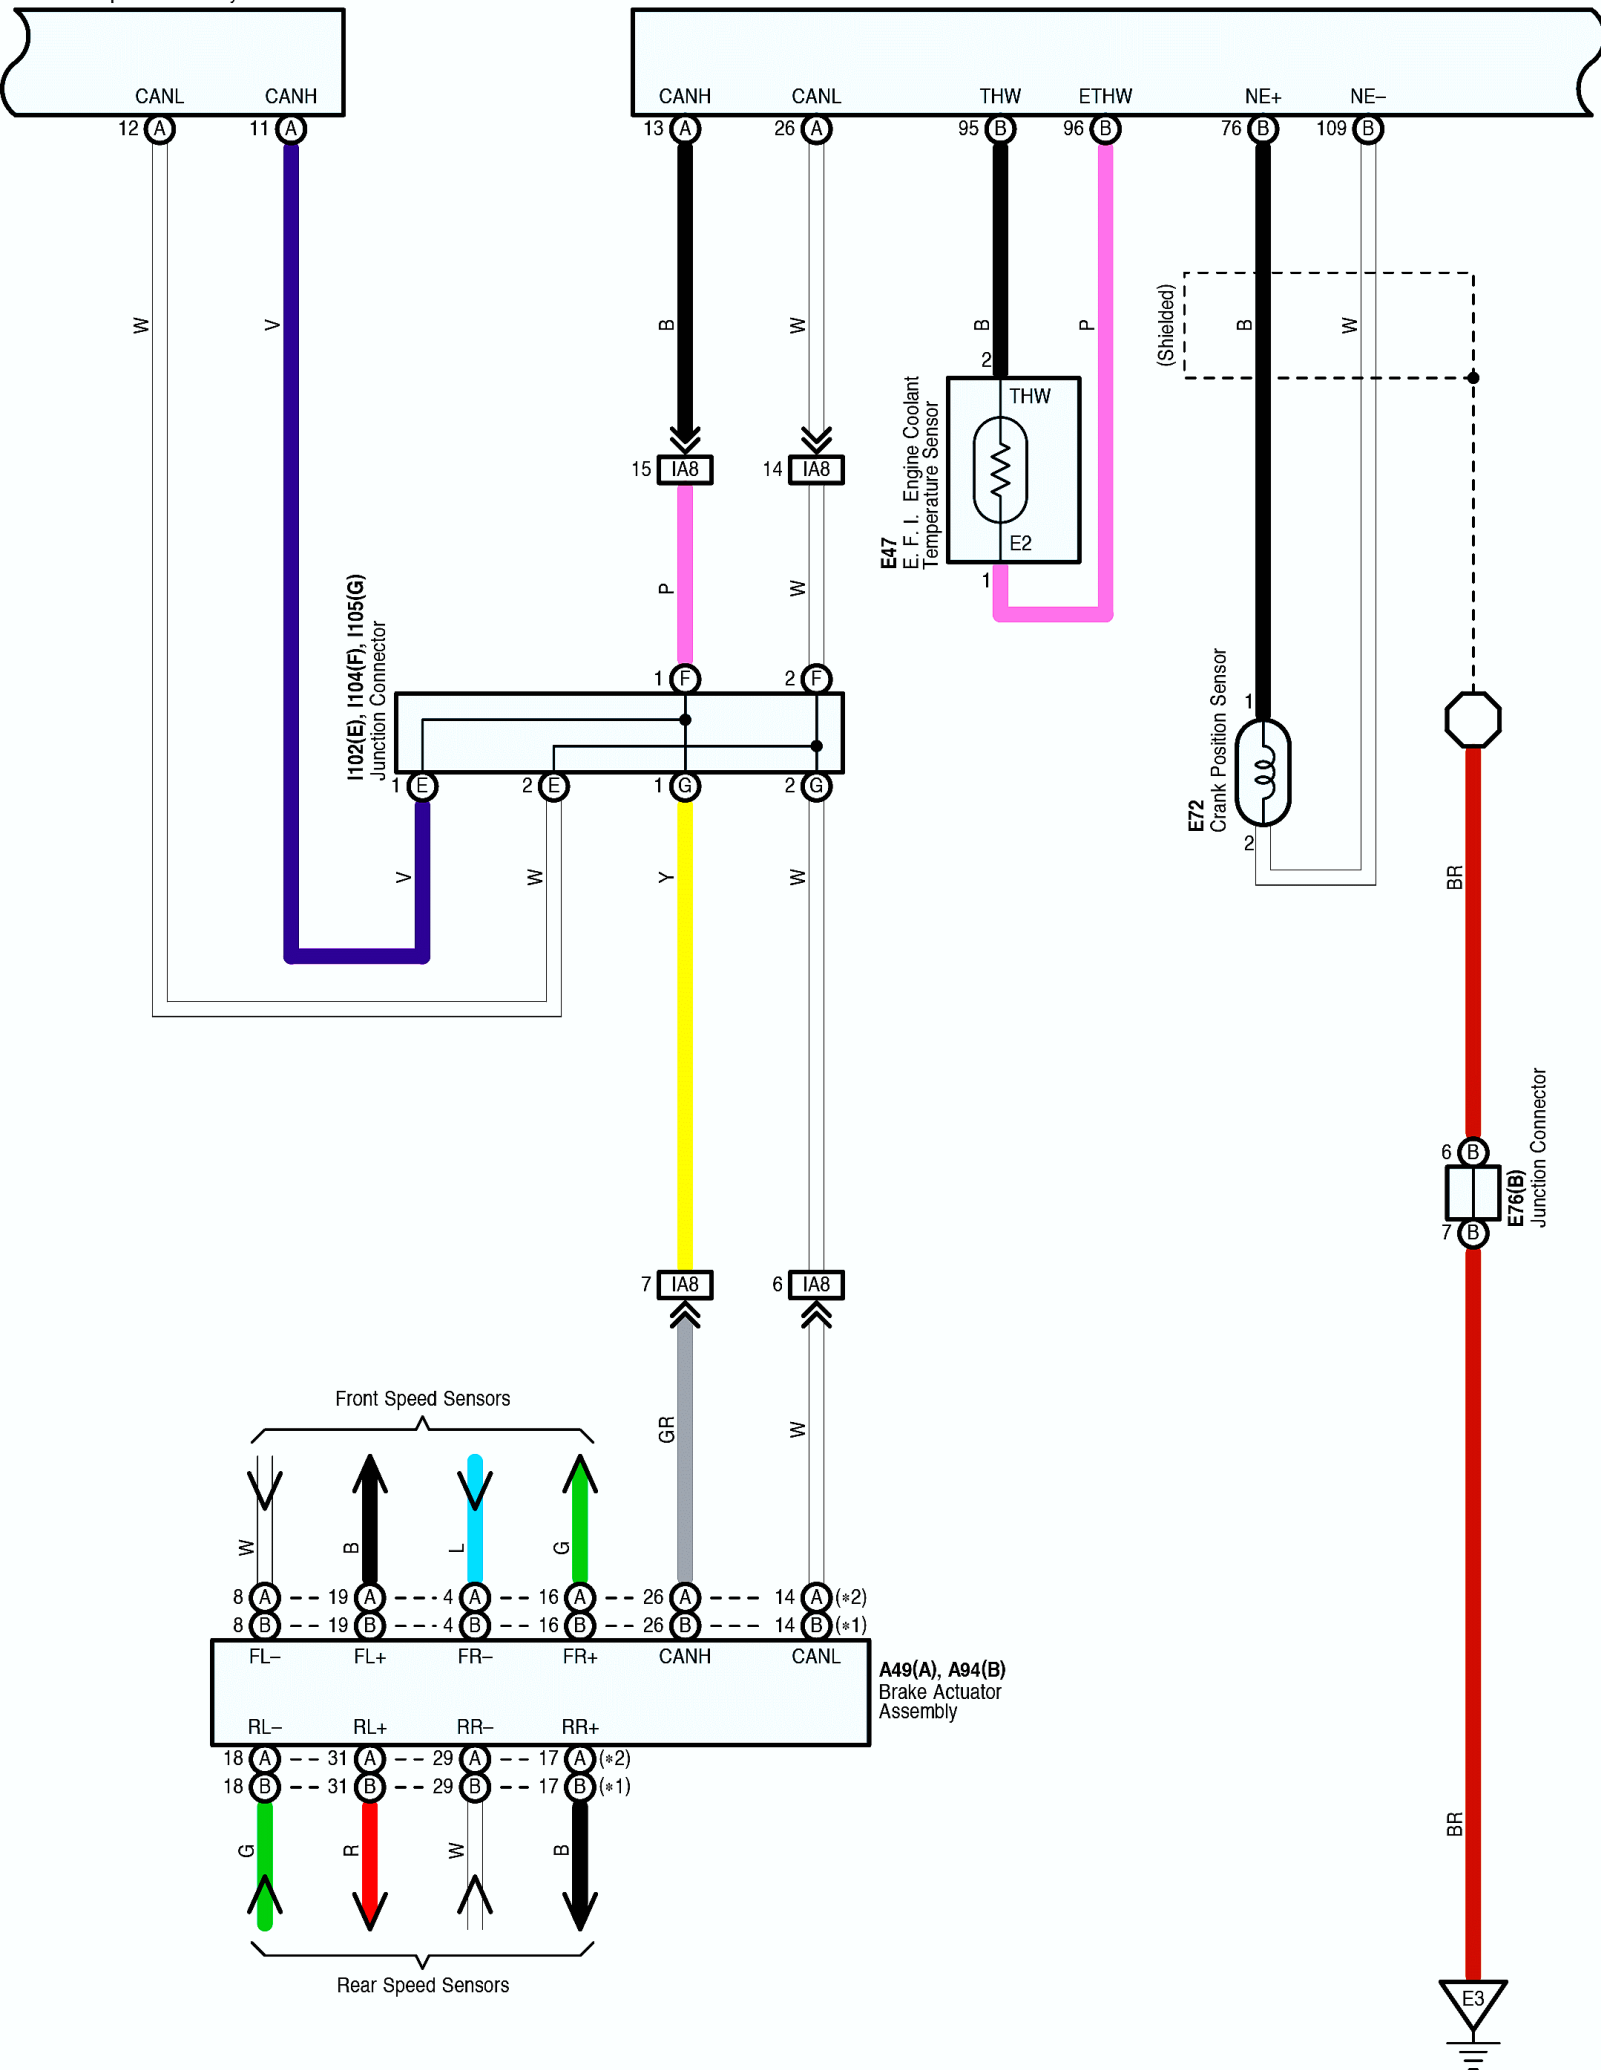 CANL CANH CANH CANL THW ETHW NE+ NE–
12 A 11 A 13 A 26 A 95 B 96 B 76 B 109 B
(Shielded)
W V B W B P B W
2
THW
E2
1
E47
E. F. I. Engine Coolant
Temperature Sensor
15 IA8 14 IA8
P W
I102(E), I104(F), I105(G)
Junction Connector
1 F 2 F
1 E 2 E 1 G 2 G
V W Y W
1
2
E72
Crank Position Sensor
BR
6 B
7 B
E76(B)
Junction Connector
7 IA8 6 IA8
GR W
Front Speed Sensors
W B L G
8 A 19 A 4 A 16 A 26 A 14 A (*2)
8 B 19 B 4 B 16 B 26 B 14 B (*1)
FL– FL+ FR– FR+ CANH CANL
A49(A), A94(B)
Brake Actuator
Assembly
RL– RL+ RR– RR+
18 A 31 A 29 A 17 A (*2)
18 B 31 B 29 B 17 B (*1)
G R W B
BR
Rear Speed Sensors
E3